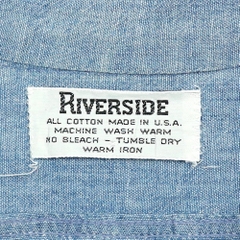 RIVERSIDE
ALL COTTON MADE IN U.S.A.
MACHINE WASH WARM
NO BLEACH – TUMBLE DRY
WARM IRON